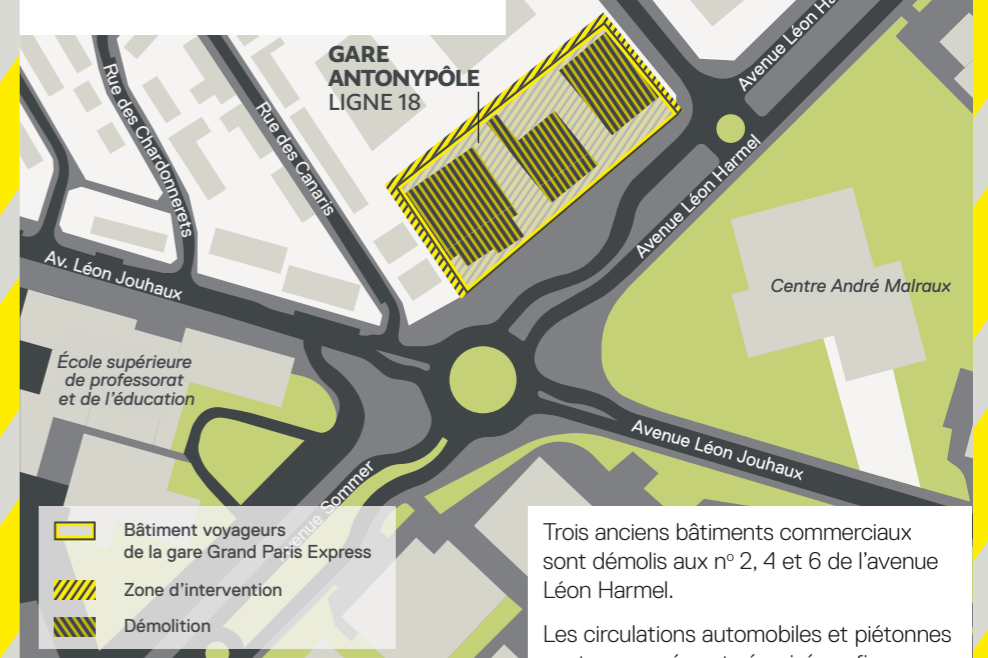 GARE
ANTONYPÔLE
LIGNE 18
Avenue Léon
Rue des Chardonnerets
Rue des Canaris
Avenue Léon Harmel
Av. Léon Jouhaux
Centre André Malraux
École supérieure
de professorat
et de l'éducation
Avenue Léon Jouhaux
Sommer
Bâtiment voyageurs
de la gare Grand Paris Express
Zone d'intervention
Démolition
Trois anciens bâtiments commerciaux
sont démolis aux nº 2, 4 et 6 de l'avenue
Léon Harmel.
Les circulations automobiles et piétonnes